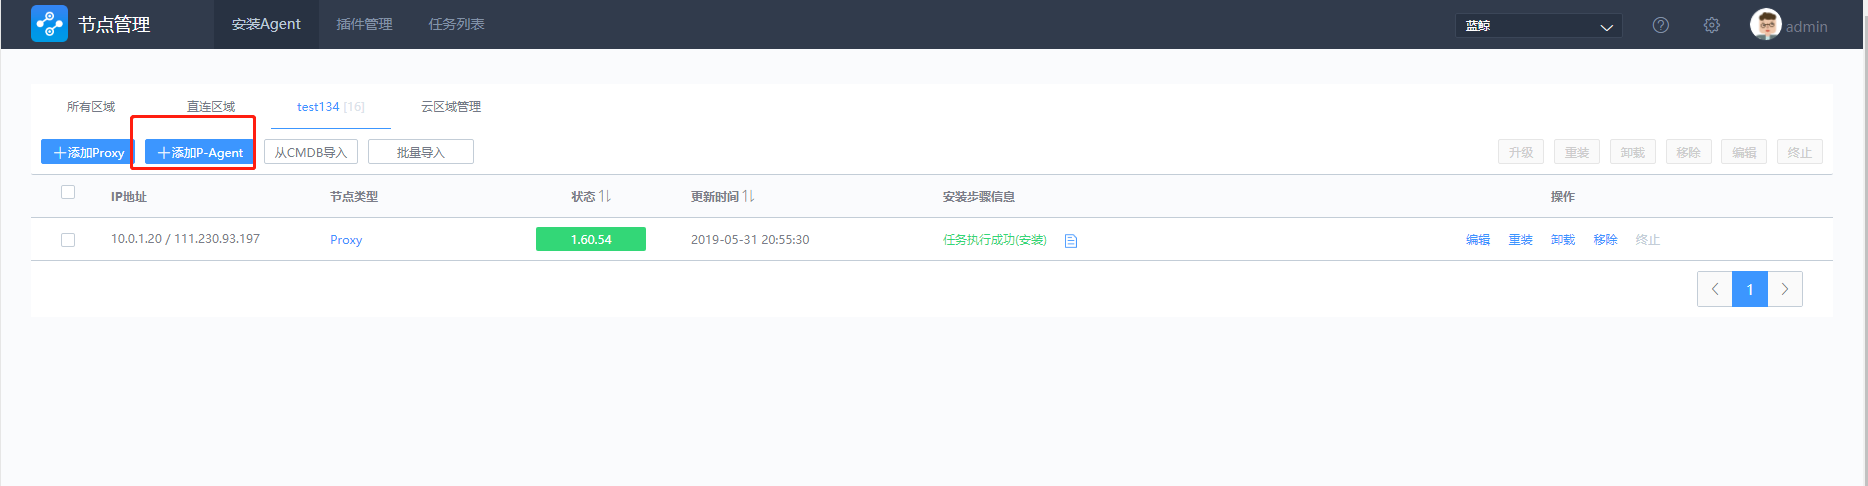 节点管理 安装Agent 插件管理 任务列表 蓝鲸 admin
所有区域 直连区域 test134 [16] 云区域管理
添加Proxy 添加P-Agent 从CMDB导入 批量导入 升级 重装 卸载 移除 编辑 终止
IP地址 节点类型 状态 更新时间 安装步骤信息 操作
10.0.1.20 / 111.230.93.197 Proxy 1.60.54 2019-05-31 20:55:30 任务执行成功(安装) 编辑 重装 卸载 移除 终止
1